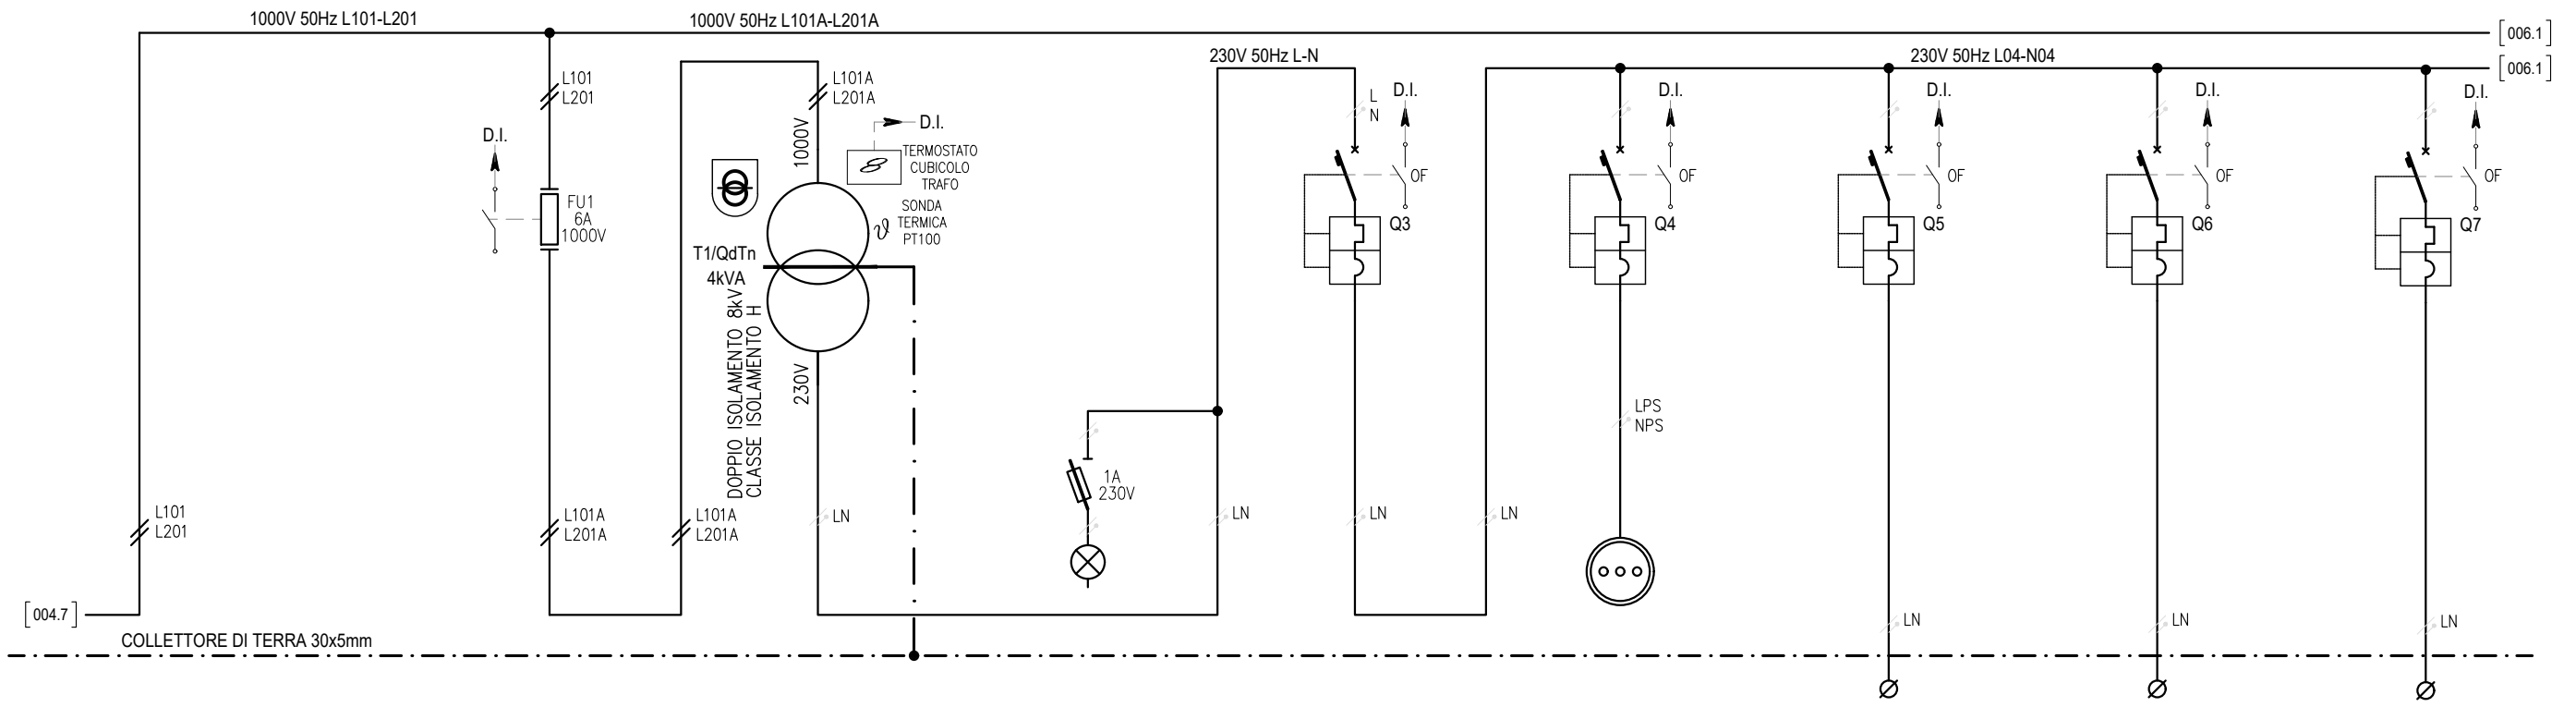 1000V 50Hz L101-L201
1000V 50Hz L101A-L201A
[006.1]
230V 50Hz L-N
230V 50Hz L04-N04
[006.1]
L101
L201
L101A
L201A
1000V
D.I.
TERMOSTATO
CUBICOLO
TRAFO
SONDA
TERMICA
PT100
ϑ
D.I.
FU1
6A
1000V
T1/QdTn
4kVA
DOPPIO ISOLAMENTO 8kV
CLASSE ISOLAMENTO H
230V
L
N
D.I.
OF
Q3
D.I.
OF
Q4
D.I.
OF
Q5
D.I.
OF
Q6
D.I.
OF
Q7
LPS
NPS
1A
230V
L101
L201
L101A
L201A
L101A
L201A
LN
LN
LN
LN
LN
LN
LN
[004.7]
COLLETTORE DI TERRA 30x5mm